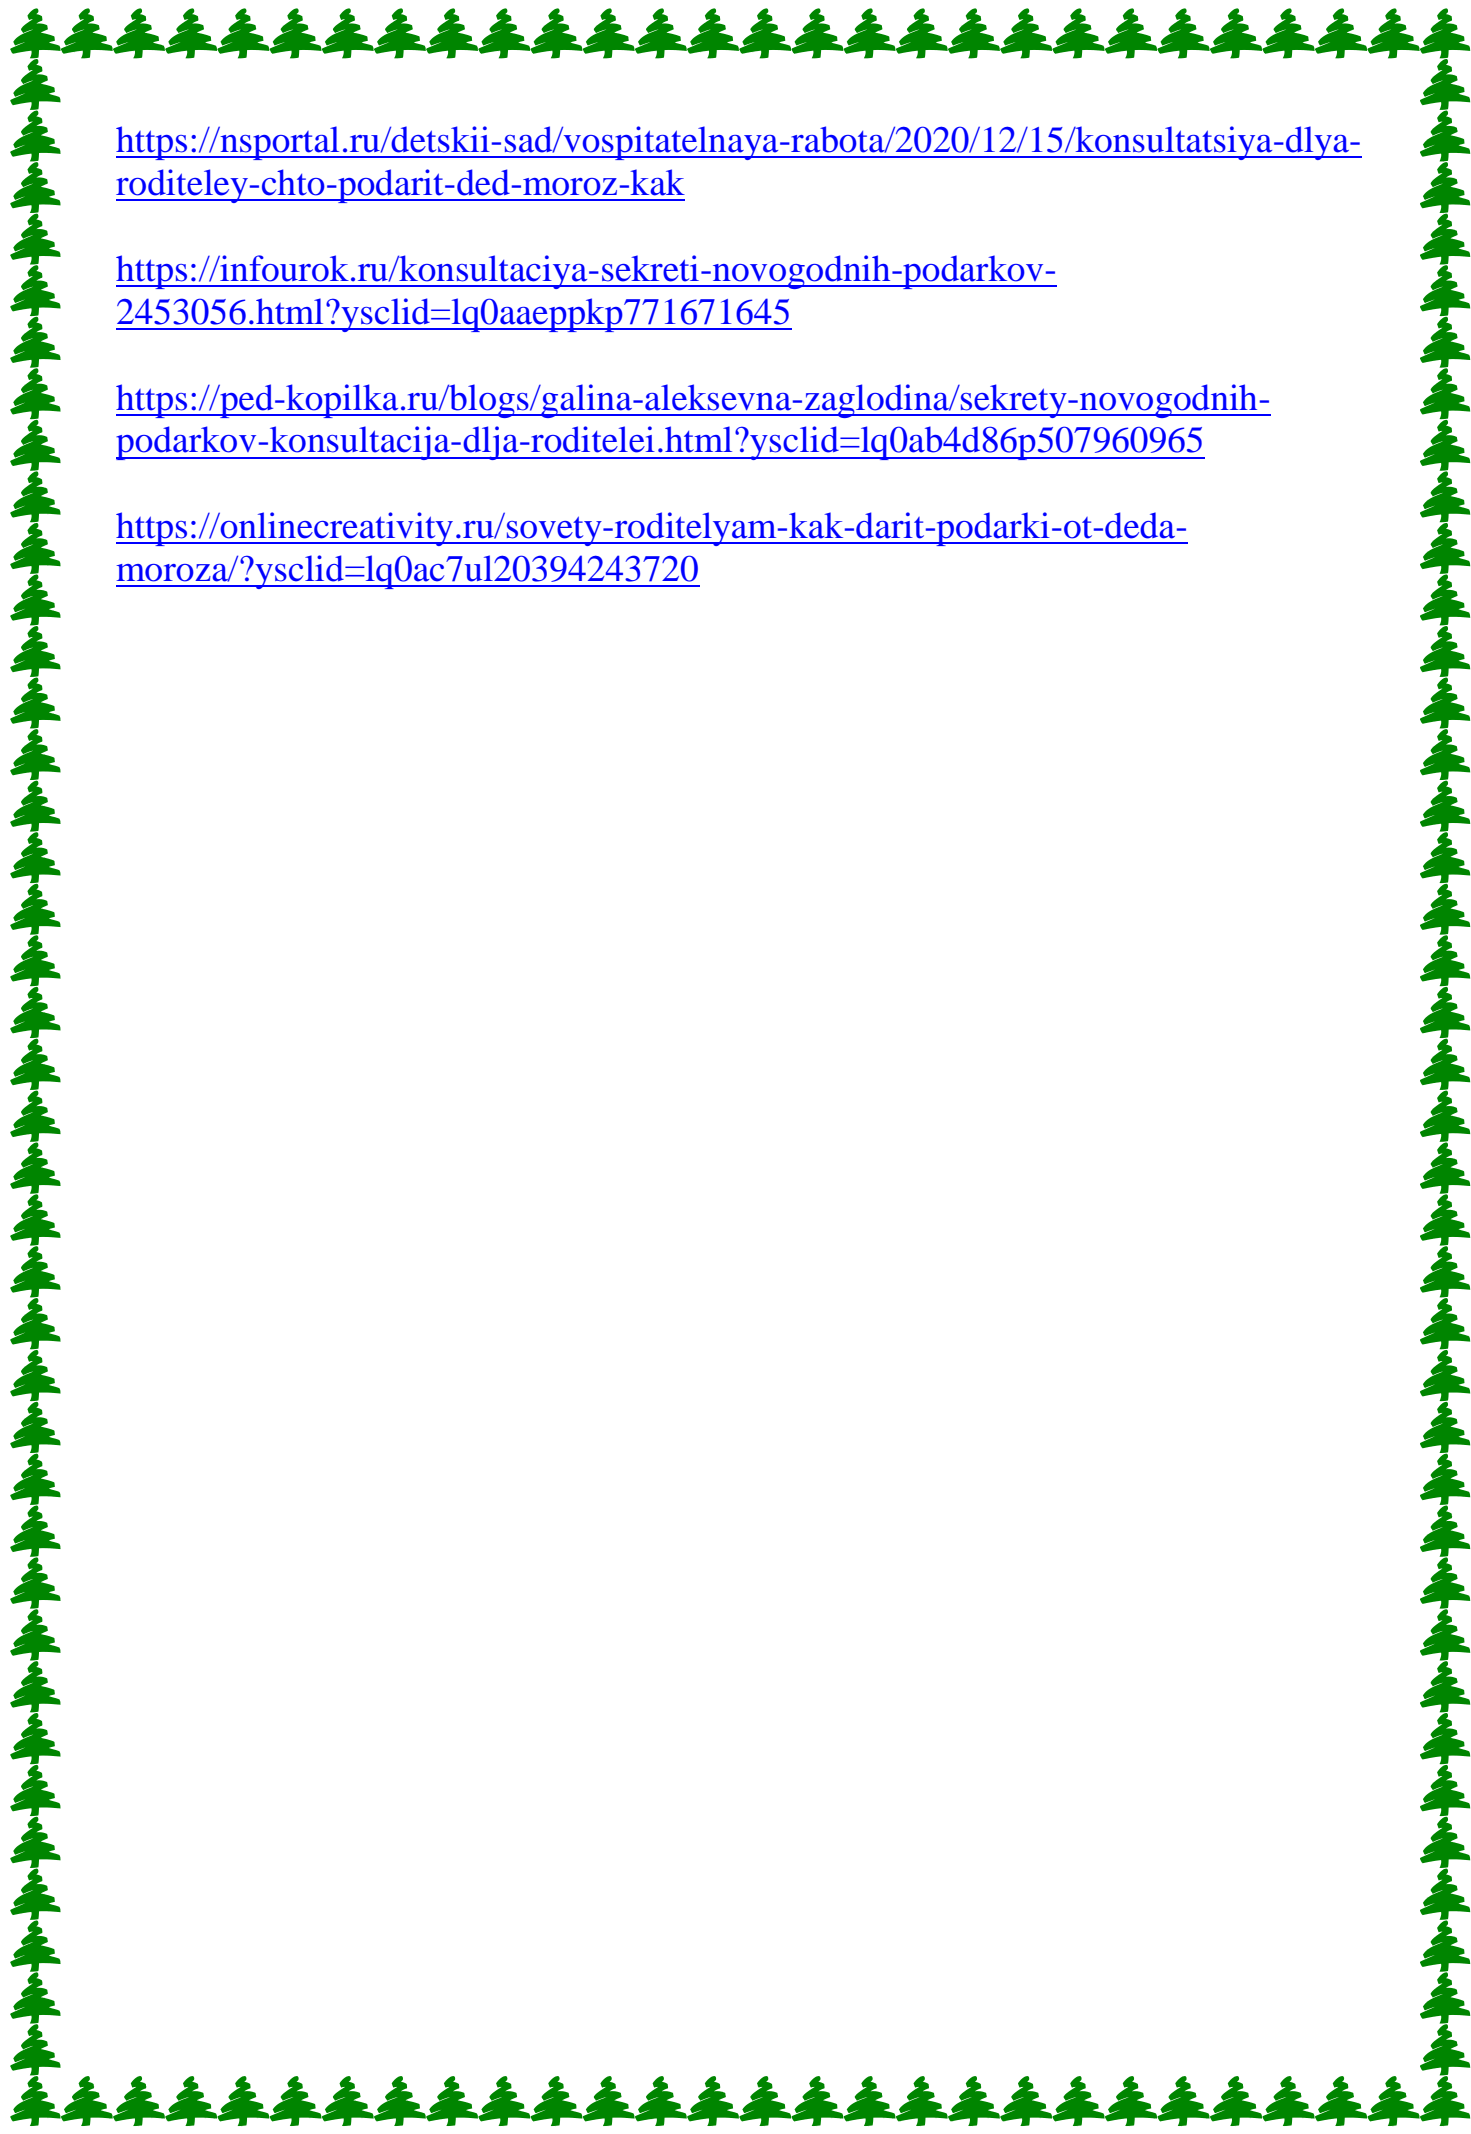 https://nsportal.ru/detskii-sad/vospitatelnaya-rabota/2020/12/15/konsultatsiya-dlya-
roditeley-chto-podarit-ded-moroz-kak
https://infourok.ru/konsultaciya-sekreti-novogodnih-podarkov-
2453056.html?ysclid=lq0aaeppkp771671645
https://ped-kopilka.ru/blogs/galina-aleksevna-zaglodina/sekrety-novogodnih-
podarkov-konsultacija-dlja-roditelei.html?ysclid=lq0ab4d86p507960965
https://onlinecreativity.ru/sovety-roditelyam-kak-darit-podarki-ot-deda-
moroza/?ysclid=lq0ac7ul20394243720